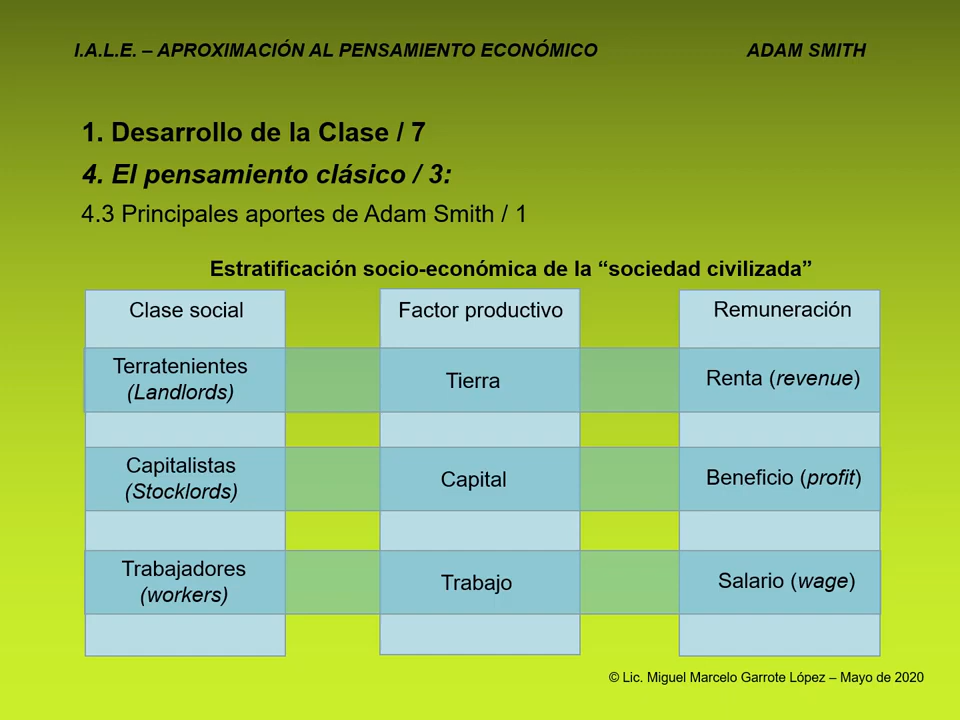 I.A.L.E. – APROXIMACIÓN AL PENSAMIENTO ECONÓMICO ADAM SMITH
1. Desarrollo de la Clase / 7
4. El pensamiento clásico / 3:
4.3 Principales aportes de Adam Smith / 1
Estratificación socio-económica de la “sociedad civilizada”
Clase social Factor productivo Remuneración
Terratenientes
(Landlords)
Tierra
Renta (revenue)
Capitalistas
(Stocklords)
Capital
Beneficio (profit)
Trabajadores
(workers)
Trabajo
Salario (wage)
© Lic. Miguel Marcelo Garrote López – Mayo de 2020